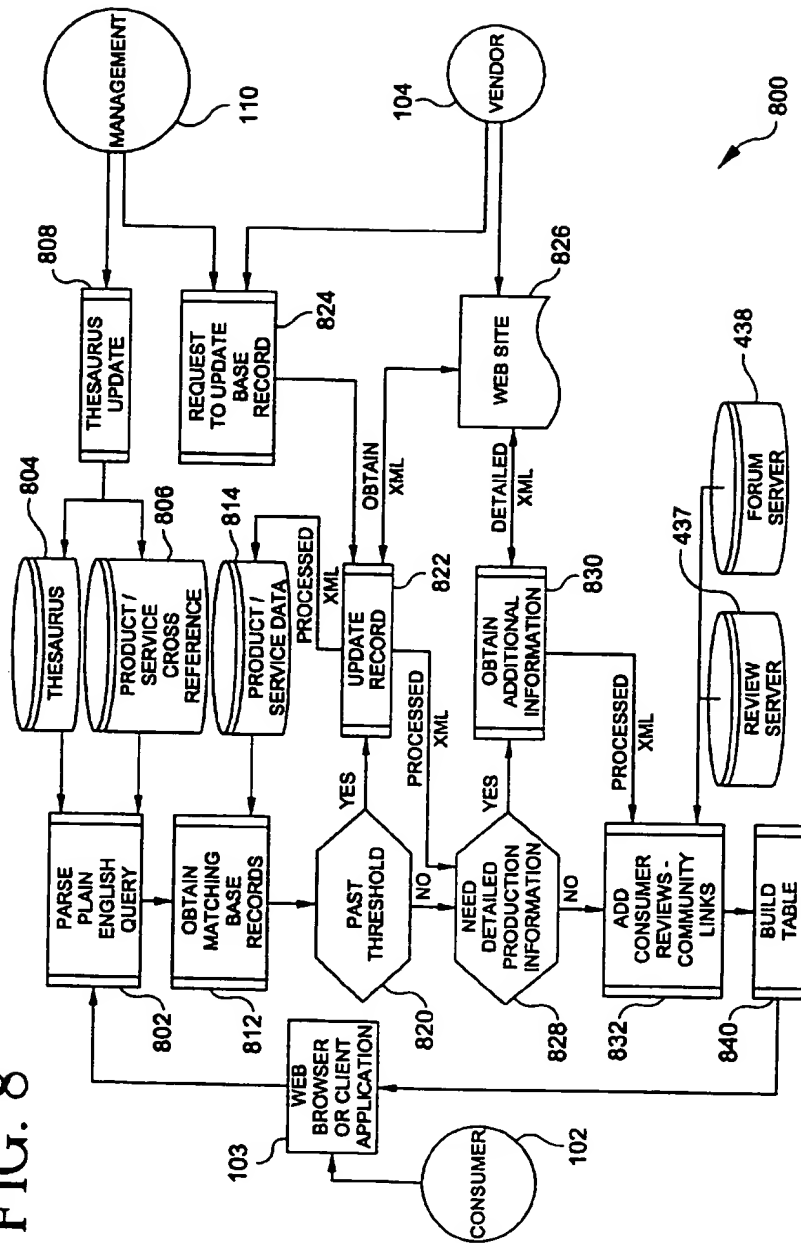 FIG. 8
MANAGEMENT
110
104
VENDOR
800
808
THESAURUS
UPDATE
824
REQUEST
TO UPDATE
BASE
RECORD
826
WEB SITE
438
FORUM
SERVER
437
REVIEW
SERVER
804
THESAURUS
806
PRODUCT /
SERVICE
CROSS
REFERENCE
814
PRODUCT /
SERVICE DATA
PROCESSED
XML
OBTAIN
XML
DETAILED
XML
822
UPDATE
RECORD
830
OBTAIN
ADDITIONAL
INFORMATION
PROCESSED
XML
PROCESSED
XML
YES
YES
PARSE
PLAIN
ENGLISH
QUERY
802
OBTAIN
MATCHING
BASE
RECORDS
812
PAST
THRESHOLD
820
NO
NEED
DETAILED
PRODUCTION
INFORMATION
828
NO
ADD
CONSUMER
REVIEWS -
COMMUNITY
LINKS
832
BUILD
TABLE
840
WEB
BROWSER
OR CLIENT
APPLICATION
103
CONSUMER
102